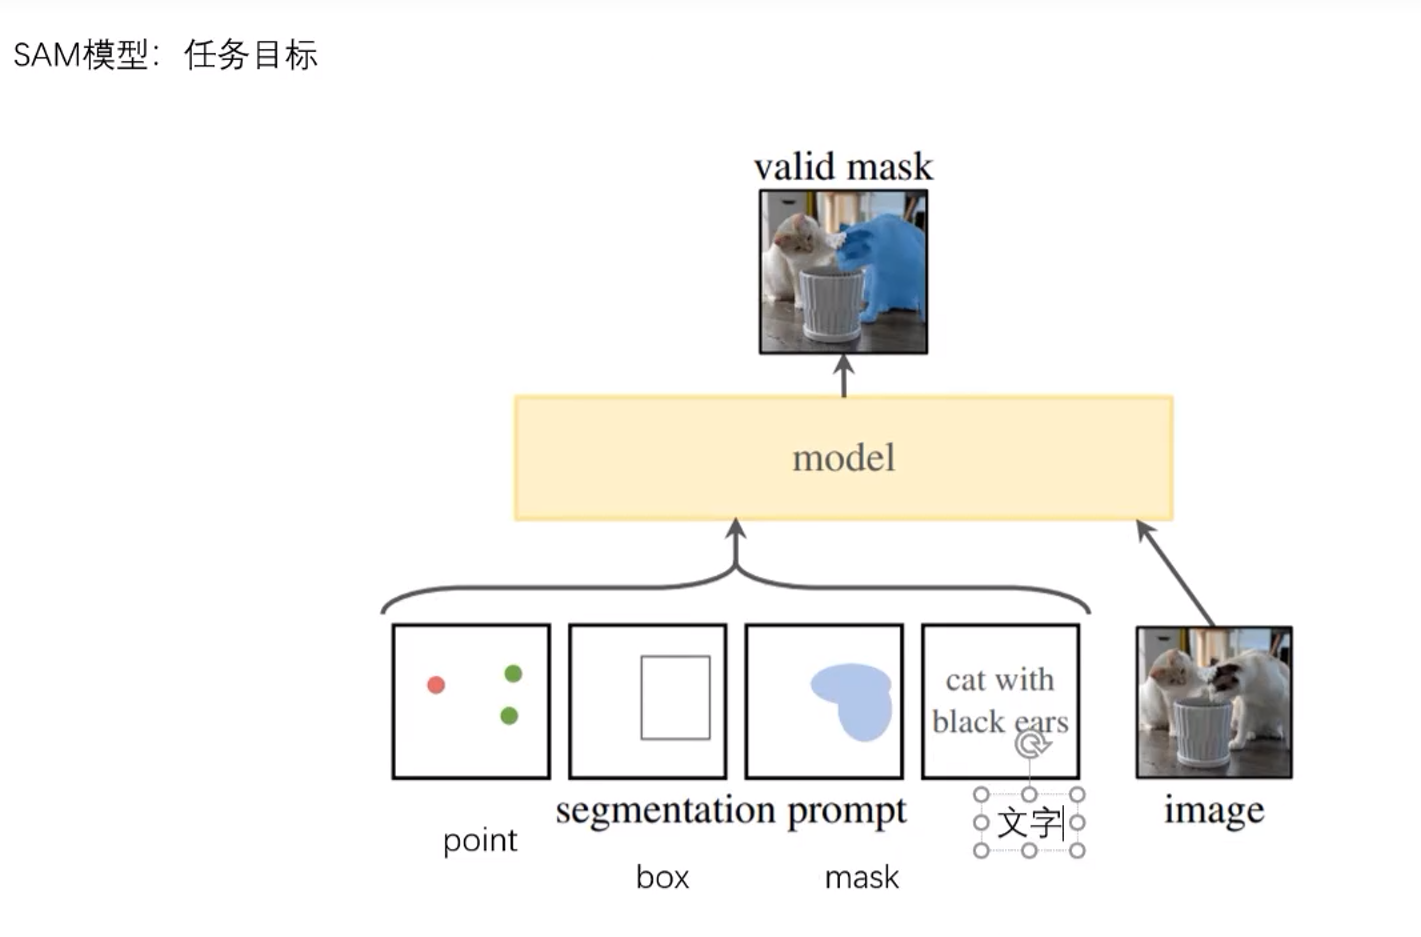 SAM模型：任务目标
valid mask
model
cat with
black ears
segmentation prompt
image
point
box
mask
文字